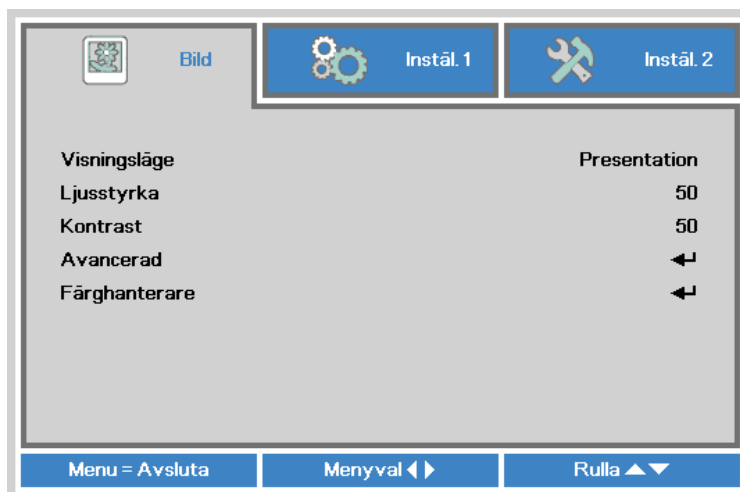 Bild
Instäl. 1
Instäl. 2
Visningsläge Presentation
Ljusstyrka 50
Kontrast 50
Avancerad
Färghanterare
Menu = Avsluta
Menyval
Rulla